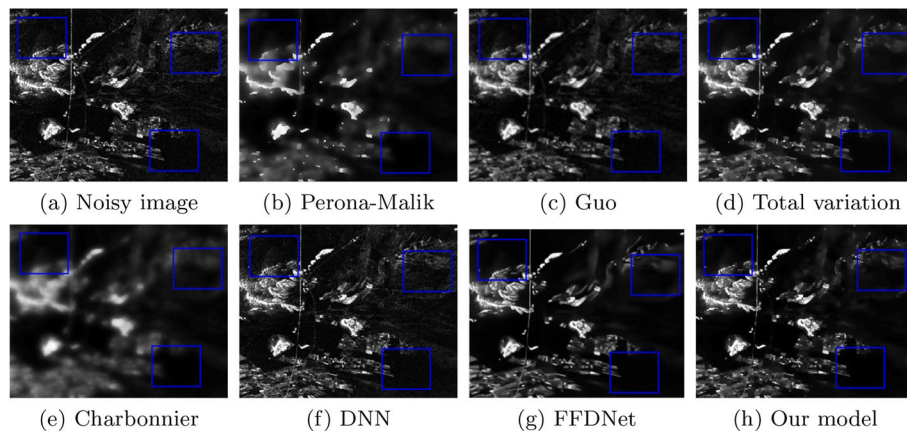 (a) Noisy image
(b) Perona-Malik
(c) Guo
(d) Total variation
(e) Charbonnier
(f) DNN
(g) FFDNet
(h) Our model